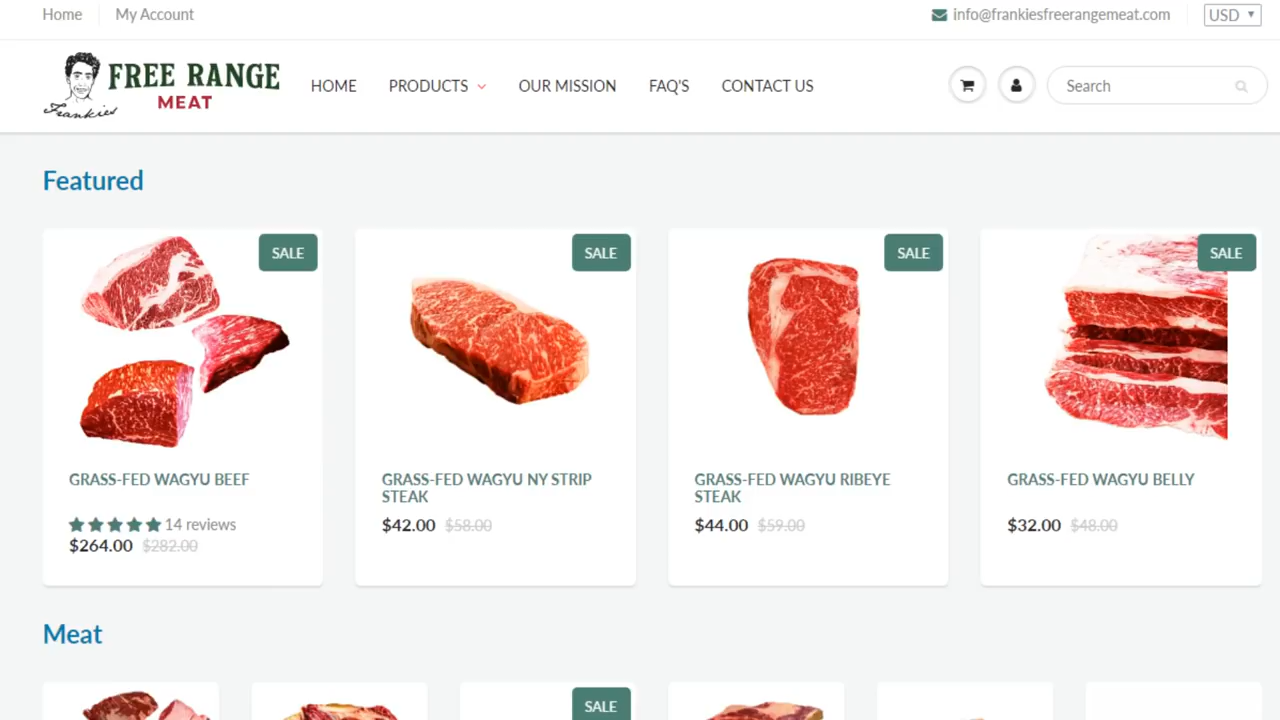 Home
My Account
info@frankiesfreerangemeat.com
USD
FREE RANGE
MEAT
Frankies
HOME
PRODUCTS
OUR MISSION
FAQ'S
CONTACT US
Search
Featured
SALE
SALE
SALE
SALE
GRASS-FED WAGYU BEEF
14 reviews
$264.00 $282.00
GRASS-FED WAGYU NY STRIP
STEAK
$42.00 $58.00
GRASS-FED WAGYU RIBEYE
STEAK
$44.00 $59.00
GRASS-FED WAGYU BELLY
$32.00 $48.00
Meat
SALE